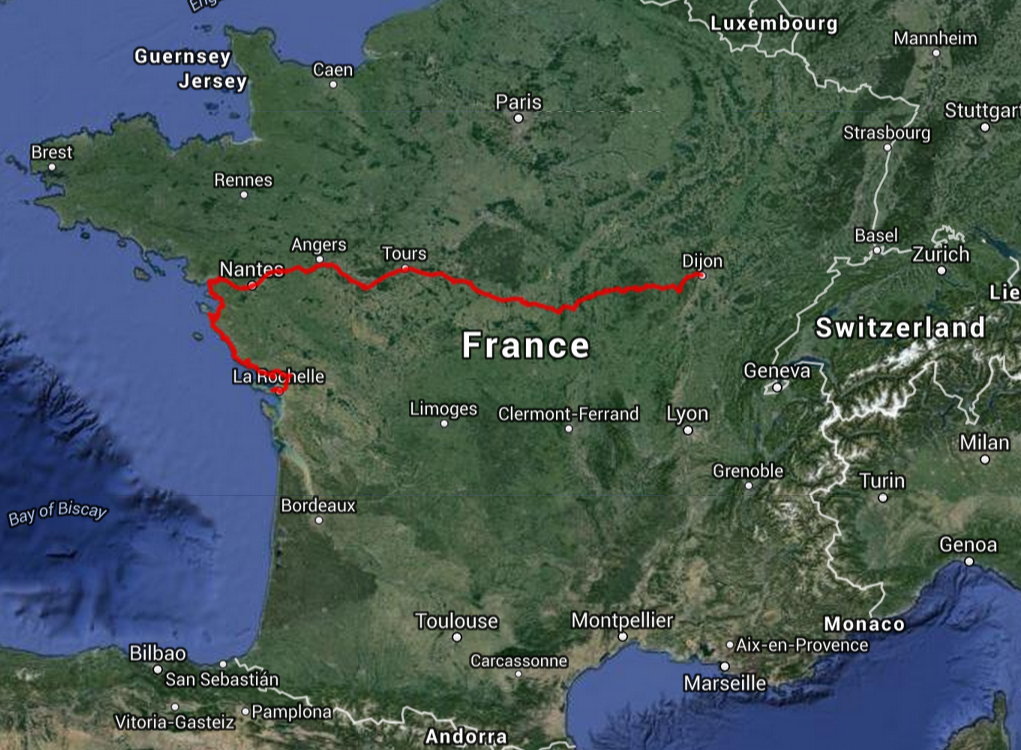 Eng
Luxembourg
Mannheim
Guernsey
Jersey
Caen
Paris
Stuttgar
Strasbourg
Brest
Rennes
Basel
Zurich
Angers
Tours
Dijon
Nantes
Lie
Switzerland
France
Geneva
La Rochelle
Limoges
Clermont-Ferrand
Lyon
Milan
Grenoble
Turin
Bay of Biscay
Bordeaux
Genoa
Toulouse
Montpellier
Monaco
Aix-en-Provence
Bilbao
Carcassonne
San Sebastián
Marseille
Vitoria-Gasteiz
Pamplona
Andorra